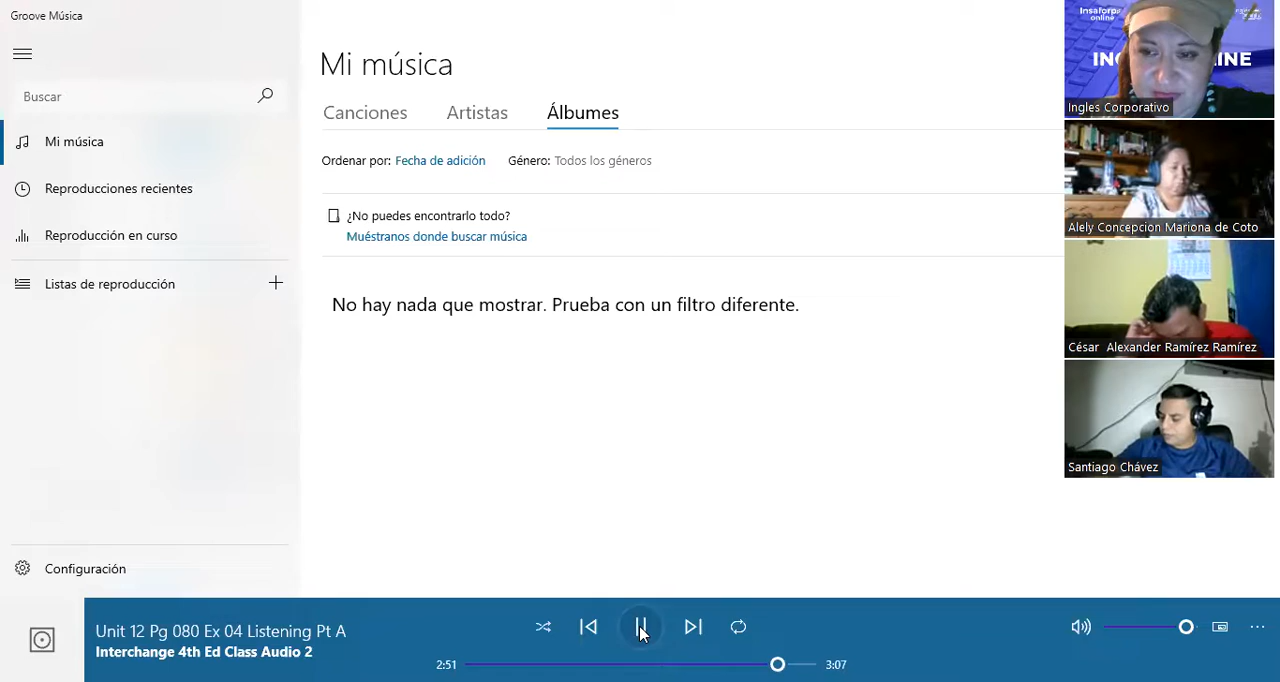 Groove Música
Buscar
Mi música
Reproducciones recientes
Reproducción en curso
Listas de reproducción
Configuración
Mi música
Canciones Artistas Álbumes
Ordenar por: Fecha de adición Género: Todos los géneros
¿No puedes encontrarlo todo?
Muéstranos donde buscar música
No hay nada que mostrar. Prueba con un filtro diferente.
Insaforp
online
Ingles Corporativo
Alely Concepcion Mariona de Coto
César Alexander Ramírez Ramírez
Santiago Chávez
Unit 12 Pg 080 Ex 04 Listening Pt A
Interchange 4th Ed Class Audio 2
2:51 3:07